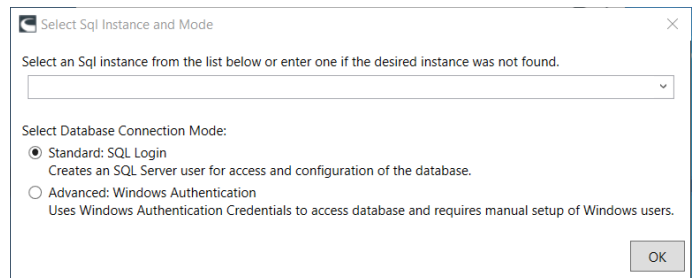 Select Sql Instance and Mode
Select an Sql instance from the list below or enter one if the desired instance was not found.
Select Database Connection Mode:
Standard: SQL Login
Creates an SQL Server user for access and configuration of the database.
Advanced: Windows Authentication
Uses Windows Authentication Credentials to access database and requires manual setup of Windows users.
OK